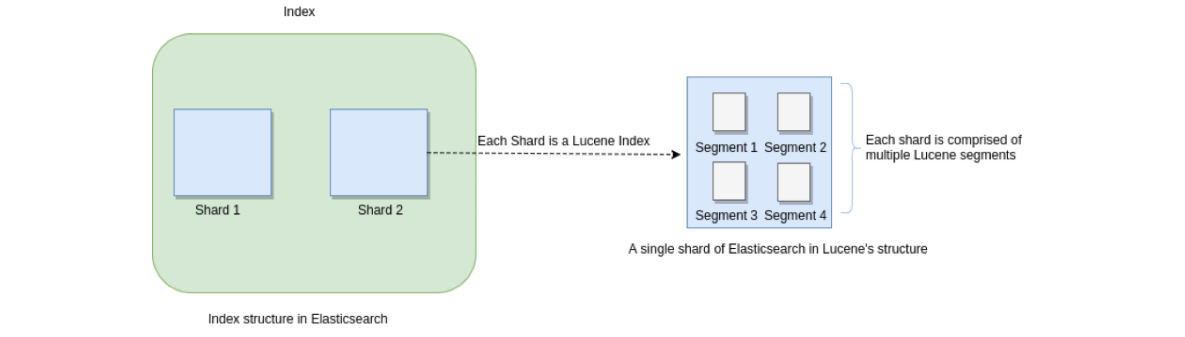 Index
Each Shard is a Lucene Index
Shard 1
Shard 2
Index structure in Elasticsearch
Segment 1
Segment 2
Segment 3
Segment 4
Each shard is comprised of
multiple Lucene segments
A single shard of Elasticsearch in Lucene's structure